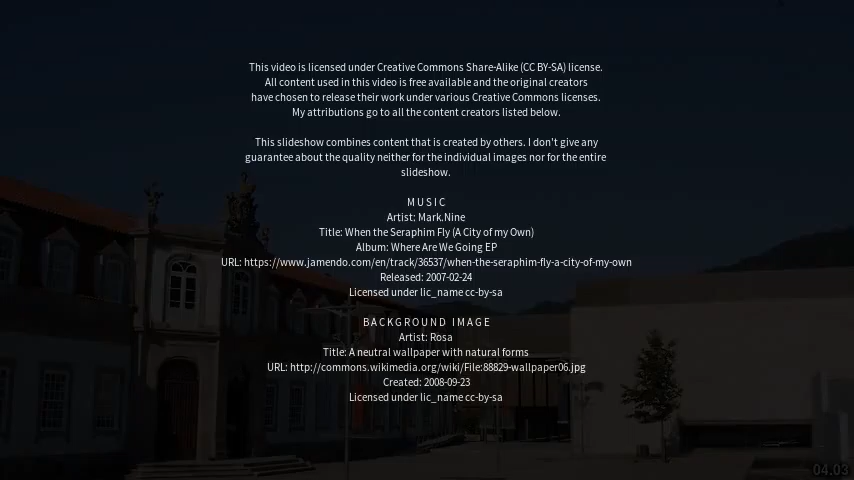 This video is licensed under Creative Commons Share-Alike (CC BY-SA) license.
All content used in this video is free available and the original creators
have chosen to release their work under various Creative Commons licenses.
My attributions go to all the content creators listed below.
This slideshow combines content that is created by others. I don't give any
guarantee about the quality neither for the individual images nor for the entire
slideshow.
MUSIC
Artist: Mark.Nine
Title: When the Seraphim Fly (A City of my Own)
Album: Where Are We Going EP
URL: https://www.jamendo.com/en/track/36537/when-the-seraphim-fly-a-city-of-my-own
Released: 2007-02-24
Licensed under lic_name cc-by-sa
BACKGROUND IMAGE
Artist: Rosa
Title: A neutral wallpaper with natural forms
URL: http://commons.wikimedia.org/wiki/File:88829-wallpaper06.jpg
Created: 2008-09-23
Licensed under lic_name cc-by-sa
04.03